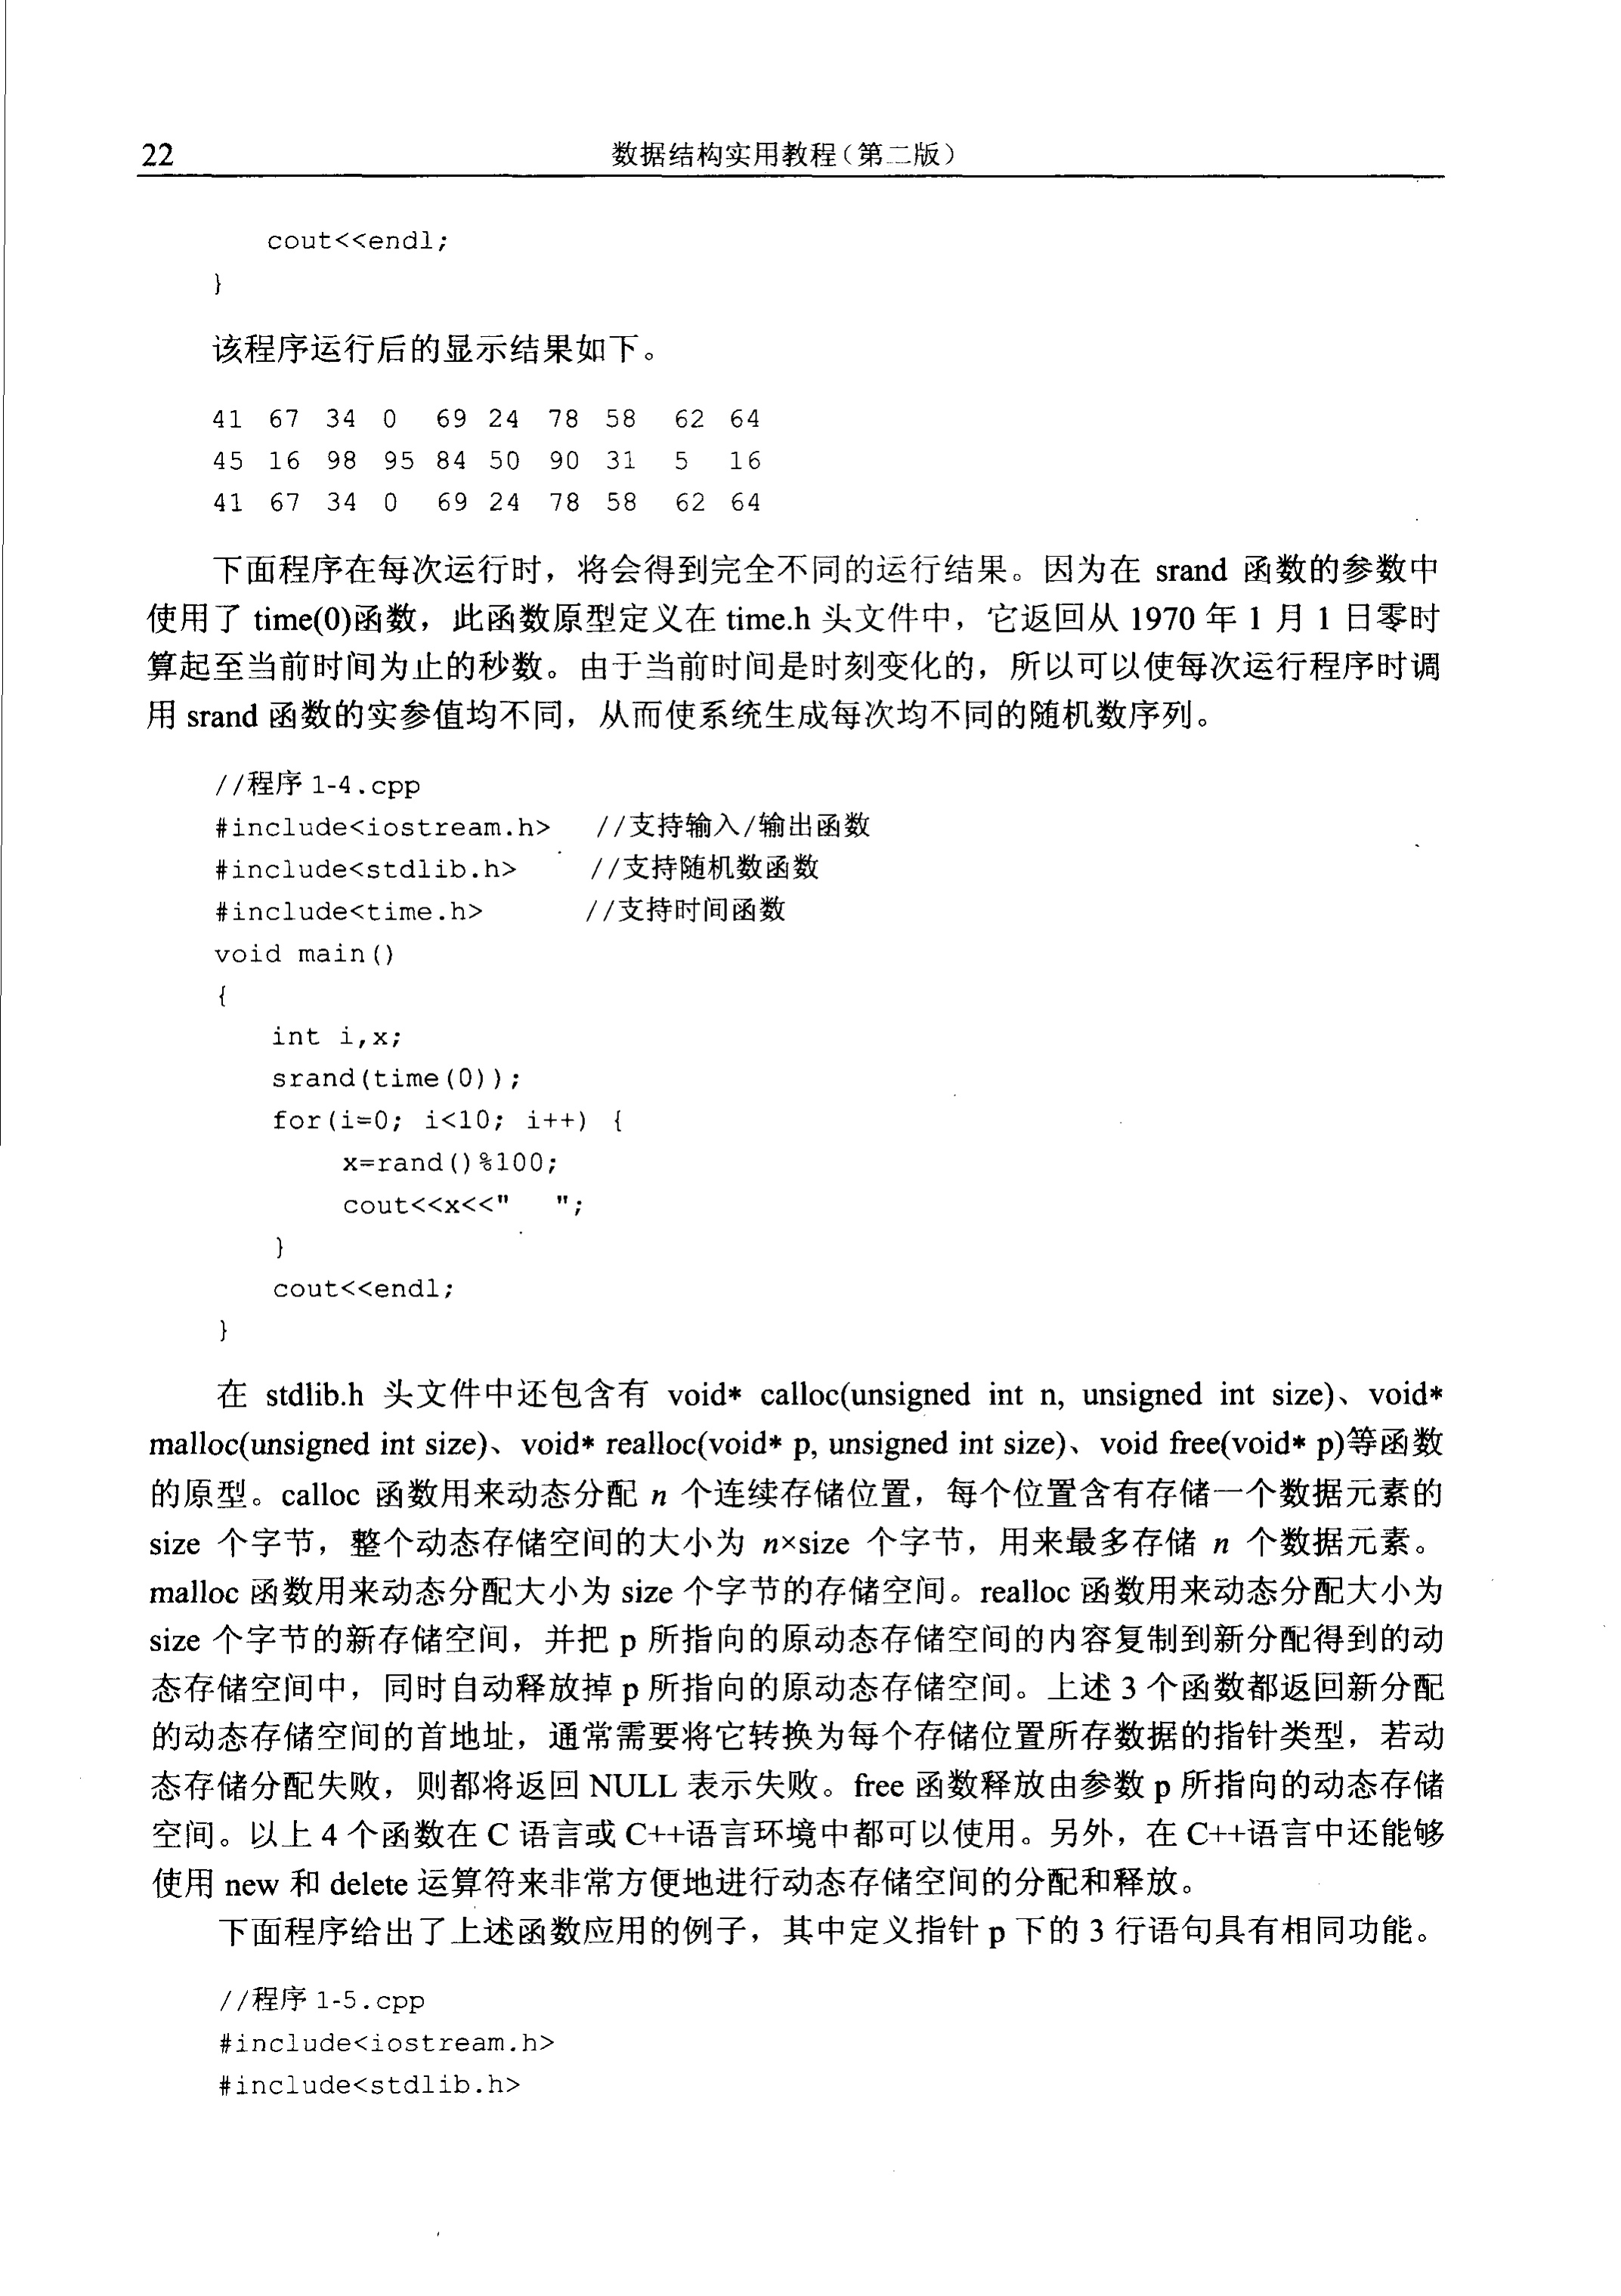 22 数据结构实用教程（第二版）
cout<<endl;
}
该程序运行后的显示结果如下。
41 67 34 0 69 24 78 58 62 64
45 16 98 95 84 50 90 31 5 16
41 67 34 0 69 24 78 58 62 64
下面程序在每次运行时，将会得到完全不同的运行结果。因为在 srand 函数的参数中
使用了 time(0)函数，此函数原型定义在 time.h 头文件中，它返回从 1970 年 1 月 1 日零时
算起至当前时间为止的秒数。由于当前时间是时刻变化的，所以可以使每次运行程序时调
用 srand 函数的实参值均不同，从而使系统生成每次均不同的随机数序列。
//程序 1-4.cpp
#include<iostream.h> //支持输入/输出函数
#include<stdlib.h> //支持随机数函数
#include<time.h> //支持时间函数
void main()
{
int i,x;
srand(time(0));
for(i=0; i<10; i++) {
x=rand()%100;
cout<<x<<"  ";
}
cout<<endl;
}
在 stdlib.h 头文件中还包含有 void* calloc(unsigned int n, unsigned int size)、void*
malloc(unsigned int size)、void* realloc(void* p, unsigned int size)、void free(void* p)等函数
的原型。calloc 函数用来动态分配 n 个连续存储位置，每个位置含有存储一个数据元素的
size 个字节，整个动态存储空间的大小为 n×size 个字节，用来最多存储 n 个数据元素。
malloc 函数用来动态分配大小为 size 个字节的存储空间。realloc 函数用来动态分配大小为
size 个字节的新存储空间，并把 p 所指向的原动态存储空间的内容复制到新分配得到的动
态存储空间中，同时自动释放掉 p 所指向的原动态存储空间。上述 3 个函数都返回新分配
的动态存储空间的首地址，通常需要将它转换为每个存储位置所存数据的指针类型，若动
态存储分配失败，则都将返回 NULL 表示失败。free 函数释放由参数 p 所指向的动态存储
空间。以上 4 个函数在 C 语言或 C++语言环境中都可以使用。另外，在 C++语言中还能够
使用 new 和 delete 运算符来非常方便地进行动态存储空间的分配和释放。
下面程序给出了上述函数应用的例子，其中定义指针 p 下的 3 行语句具有相同功能。
//程序 1-5.cpp
#include<iostream.h>
#include<stdlib.h>